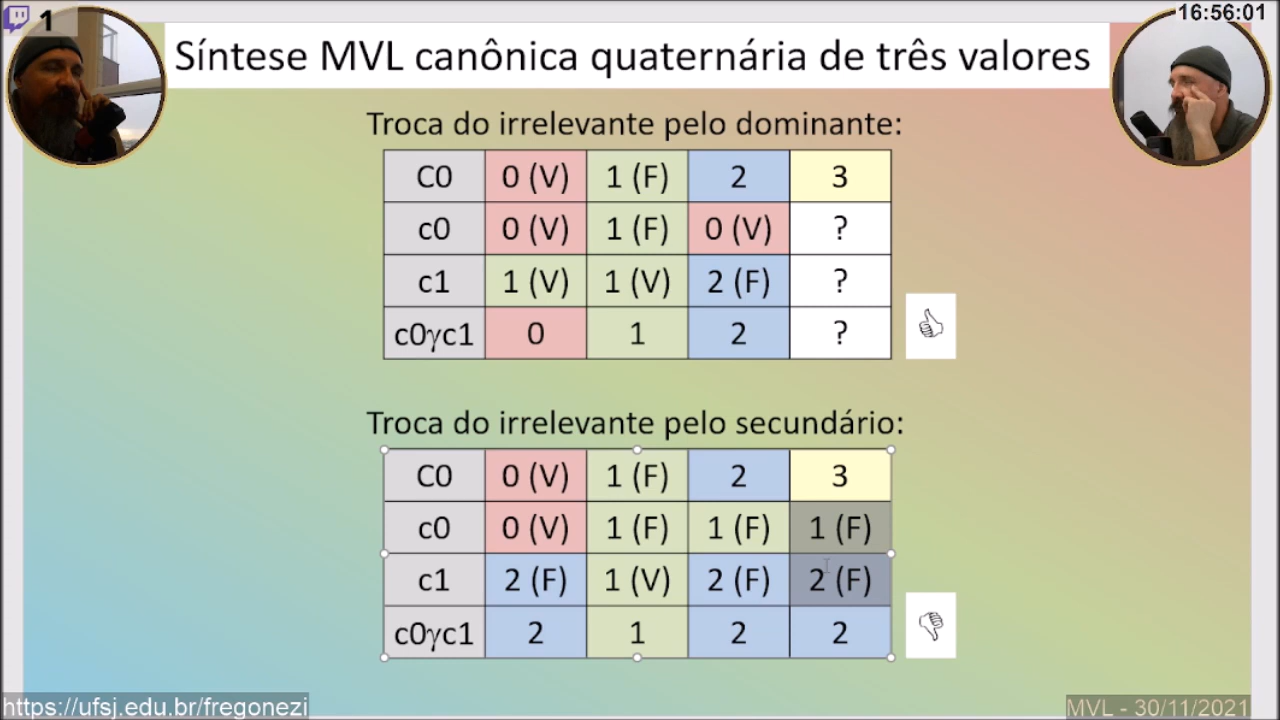 1
16:56:01
Síntese MVL canônica quaternária de três valores
Troca do irrelevante pelo dominante:
C0 0 (V) 1 (F) 2 3
c0 0 (V) 1 (F) 0 (V) ?
c1 1 (V) 1 (V) 2 (F) ?
c0γc1 0 1 2 ?
Troca do irrelevante pelo secundário:
C0 0 (V) 1 (F) 2 3
c0 0 (V) 1 (F) 1 (F) 1 (F)
c1 2 (F) 1 (V) 2 (F) 2 (F)
c0γc1 2 1 2 2
https://ufsj.edu.br/fregonezi
MVL - 30/11/2021